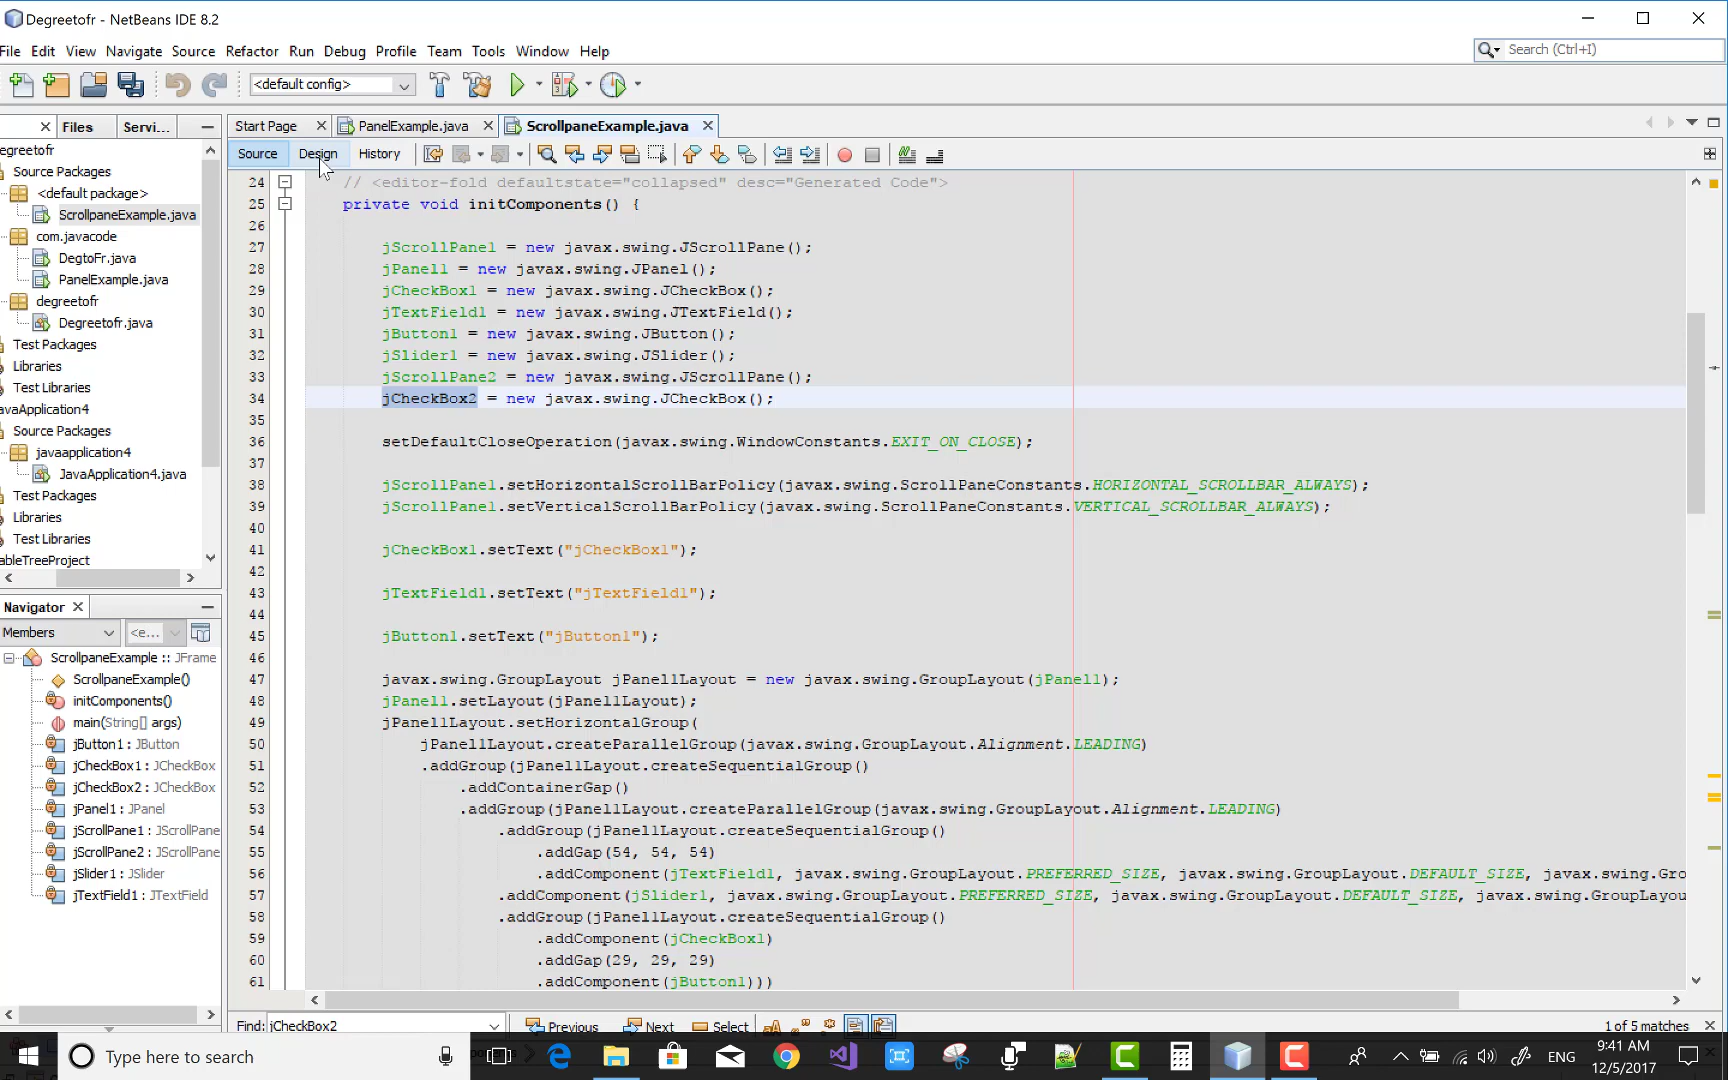 Degreetofr - NetBeans IDE 8.2
File Edit View Navigate Source Refactor Run Debug Profile Team Tools Window Help
Search (Ctrl+I)
<default config>
Files Servi...
Start Page PanelExample.java ScrollpaneExample.java
Source Design History
egreetofr
Source Packages
<default package>
ScrollpaneExample.java
com.javacode
DegtoFr.java
PanelExample.java
degreetofr
Degreetofr.java
Test Packages
Libraries
Test Libraries
avaApplication4
Source Packages
javaapplication4
JavaApplication4.java
Test Packages
Libraries
Test Libraries
ableTreeProject
Navigator
Members <e...
ScrollpaneExample :: JFrame
ScrollpaneExample()
initComponents()
main(String[] args)
jButton1 : JButton
jCheckBox1 : JCheckBox
jCheckBox2 : JCheckBox
jPanel1 : JPanel
jScrollPane1 : JScrollPane
jScrollPane2 : JScrollPane
jSlider1 : JSlider
jTextField1 : JTextField
24 // <editor-fold defaultstate="collapsed" desc="Generated Code">
25 private void initComponents() {
26
27 jScrollPane1 = new javax.swing.JScrollPane();
28 jPanel1 = new javax.swing.JPanel();
29 jCheckBox1 = new javax.swing.JCheckBox();
30 jTextField1 = new javax.swing.JTextField();
31 jButton1 = new javax.swing.JButton();
32 jSlider1 = new javax.swing.JSlider();
33 jScrollPane2 = new javax.swing.JScrollPane();
34 jCheckBox2 = new javax.swing.JCheckBox();
35
36 setDefaultCloseOperation(javax.swing.WindowConstants.EXIT_ON_CLOSE);
37
38 jScrollPane1.setHorizontalScrollBarPolicy(javax.swing.ScrollPaneConstants.HORIZONTAL_SCROLLBAR_ALWAYS);
39 jScrollPane1.setVerticalScrollBarPolicy(javax.swing.ScrollPaneConstants.VERTICAL_SCROLLBAR_ALWAYS);
40
41 jCheckBox1.setText("jCheckBox1");
42
43 jTextField1.setText("jTextField1");
44
45 jButton1.setText("jButton1");
46
47 javax.swing.GroupLayout jPanel1Layout = new javax.swing.GroupLayout(jPanel1);
48 jPanel1.setLayout(jPanel1Layout);
49 jPanel1Layout.setHorizontalGroup(
50 jPanel1Layout.createParallelGroup(javax.swing.GroupLayout.Alignment.LEADING)
51 .addGroup(jPanel1Layout.createSequentialGroup()
52 .addContainerGap()
53 .addGroup(jPanel1Layout.createParallelGroup(javax.swing.GroupLayout.Alignment.LEADING)
54 .addGroup(jPanel1Layout.createSequentialGroup()
55 .addGap(54, 54, 54)
56 .addComponent(jTextField1, javax.swing.GroupLayout.PREFERRED_SIZE, javax.swing.GroupLayout.DEFAULT_SIZE, javax.swing.Gro
57 .addComponent(jSlider1, javax.swing.GroupLayout.PREFERRED_SIZE, javax.swing.GroupLayout.DEFAULT_SIZE, javax.swing.GroupLayou
58 .addGroup(jPanel1Layout.createSequentialGroup()
59 .addComponent(jCheckBox1)
60 .addGap(29, 29, 29)
61 .addComponent(jButton1)))
Find: jCheckBox2 Previous Next Select 1 of 5 matches
Type here to search
ENG
9:41 AM
12/5/2017